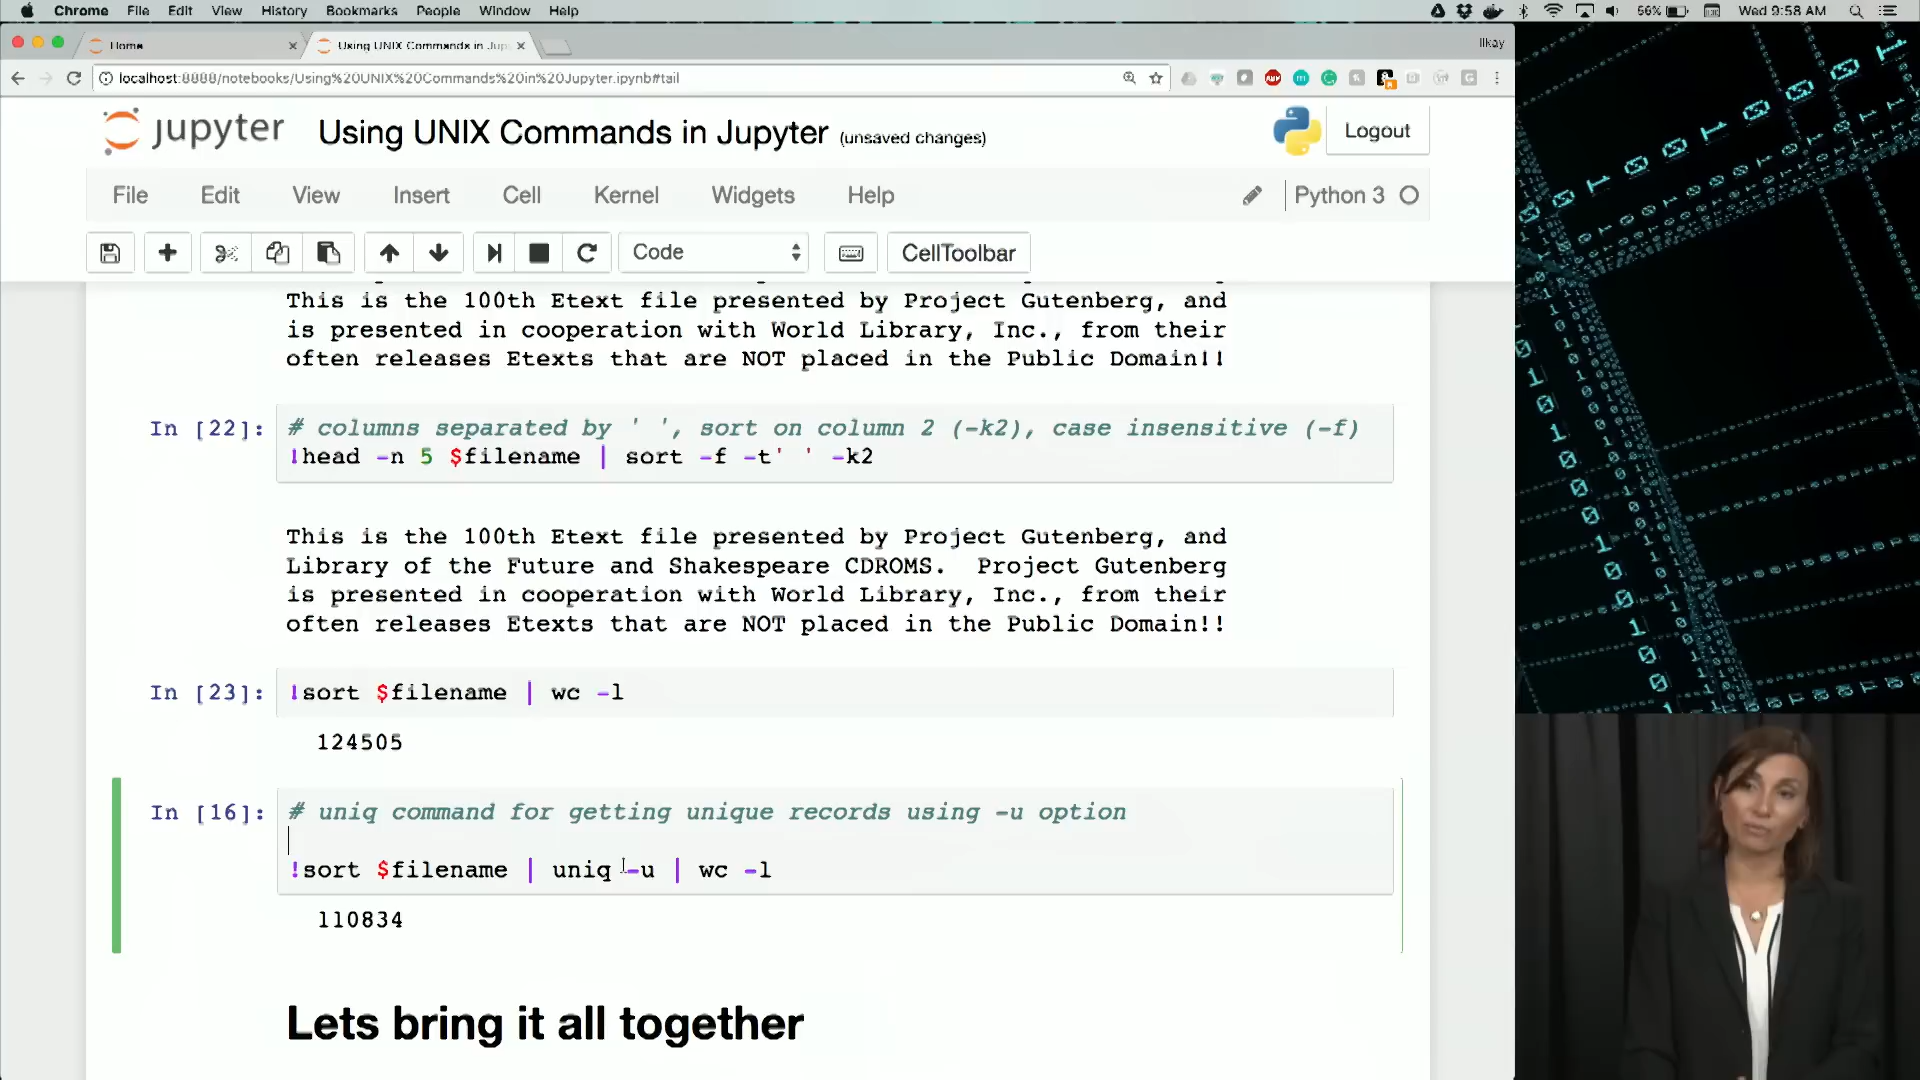 Chrome File Edit View History Bookmarks People Window Help 56% Wed 9:58 AM
Home Using UNIX Commands in Jup Ilkay
localhost:8888/notebooks/Using%20UNIX%20Commands%20in%20Jupyter.ipynb#tail
jupyter Using UNIX Commands in Jupyter (unsaved changes) Logout
File Edit View Insert Cell Kernel Widgets Help Python 3
Code CellToolbar
This is the 100th Etext file presented by Project Gutenberg, and
is presented in cooperation with World Library, Inc., from their
often releases Etexts that are NOT placed in the Public Domain!!
In [22]: # columns separated by ' ', sort on column 2 (-k2), case insensitive (-f)
!head -n 5 $filename | sort -f -t' ' -k2
This is the 100th Etext file presented by Project Gutenberg, and
Library of the Future and Shakespeare CDROMS.  Project Gutenberg
is presented in cooperation with World Library, Inc., from their
often releases Etexts that are NOT placed in the Public Domain!!
In [23]: !sort $filename | wc -l
124505
In [16]: # uniq command for getting unique records using -u option
!sort $filename | uniq -u | wc -l
110834
Lets bring it all together